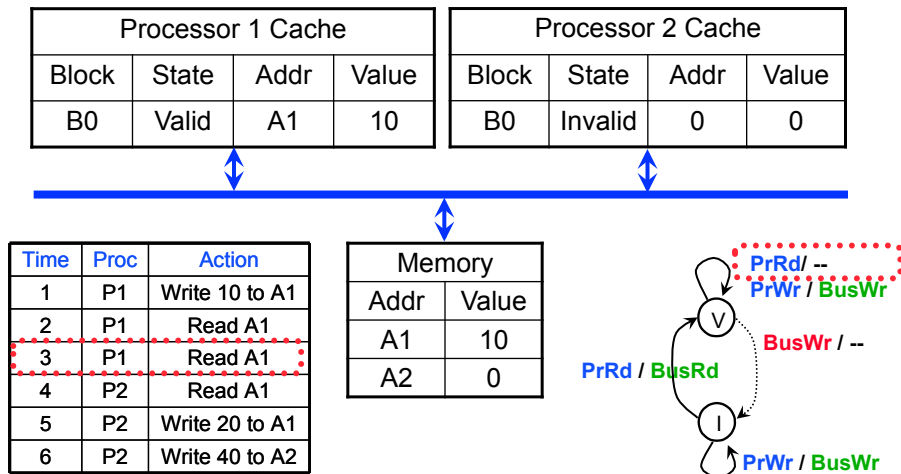 Processor 1 Cache
Block State Addr Value
B0 Valid A1 10
Processor 2 Cache
Block State Addr Value
B0 Invalid 0 0
Time Proc Action
1 P1 Write 10 to A1
2 P1 Read A1
3 P1 Read A1
4 P2 Read A1
5 P2 Write 20 to A1
6 P2 Write 40 to A2
Memory
Addr Value
A1 10
A2 0
PrRd/ --
PrWr / BusWr
V
BusWr / --
PrRd / BusRd
I
PrWr / BusWr